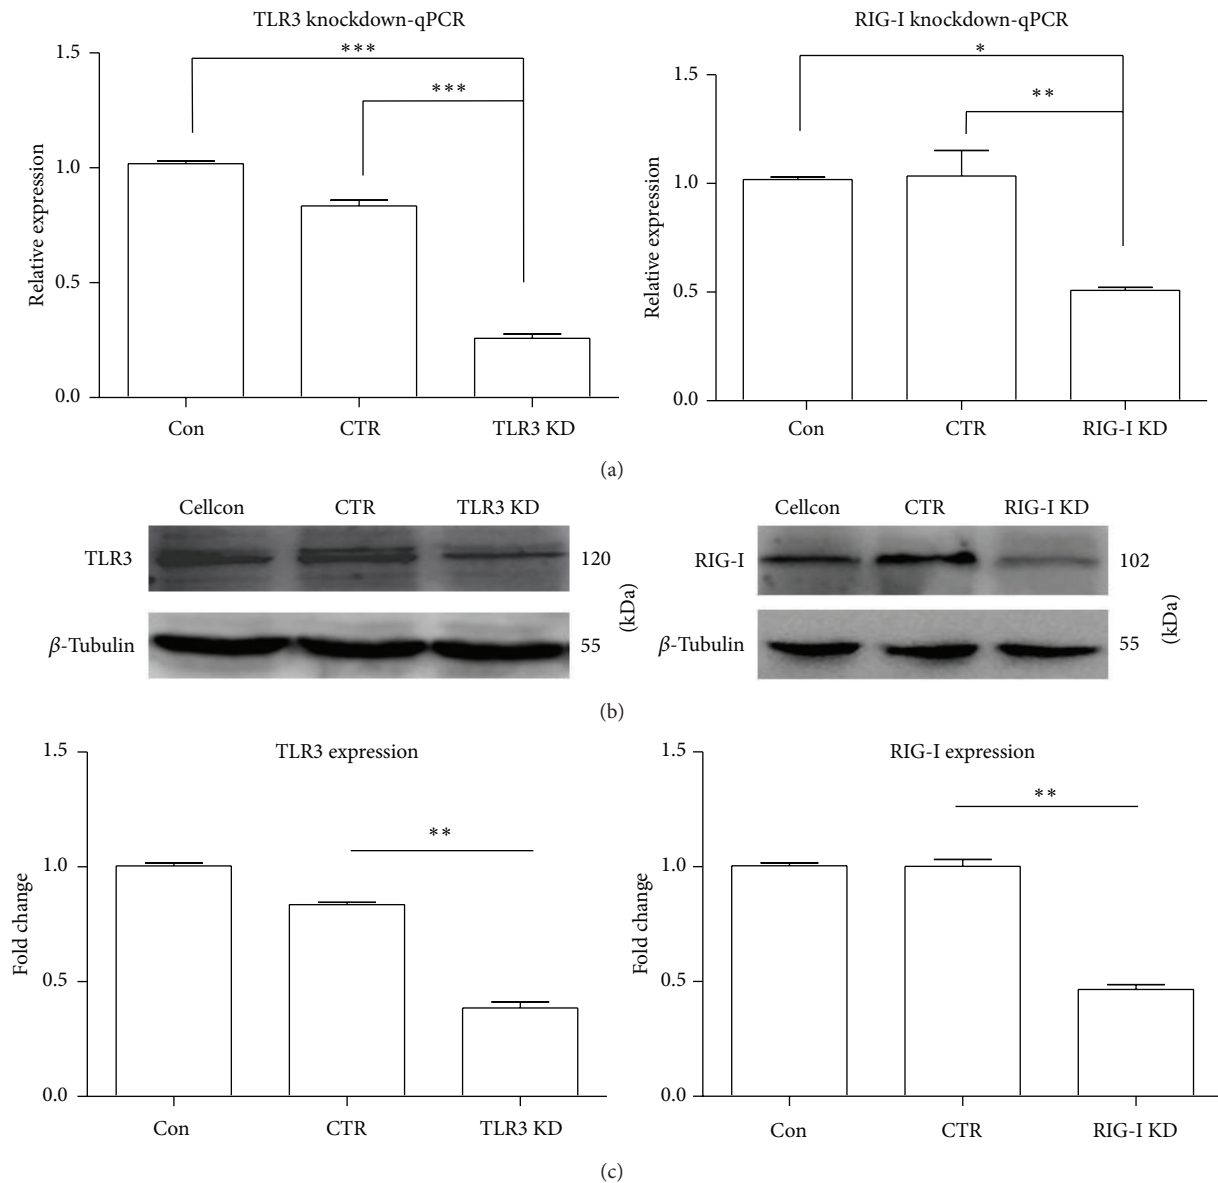 TLR3 knockdown-qPCR
1.5
1.0
0.5
0.0
Relative expression
***
***
Con CTR TLR3 KD
RIG-I knockdown-qPCR
1.5
1.0
0.5
0.0
Relative expression
*
**
Con CTR RIG-I KD
(a)
Cellcon CTR TLR3 KD
TLR3 120
β-Tubulin 55
(kDa)
Cellcon CTR RIG-I KD
RIG-I 102
β-Tubulin 55
(kDa)
(b)
TLR3 expression
1.5
1.0
0.5
0.0
Fold change
**
Con CTR TLR3 KD
RIG-I expression
1.5
1.0
0.5
0.0
Fold change
**
Con CTR RIG-I KD
(c)